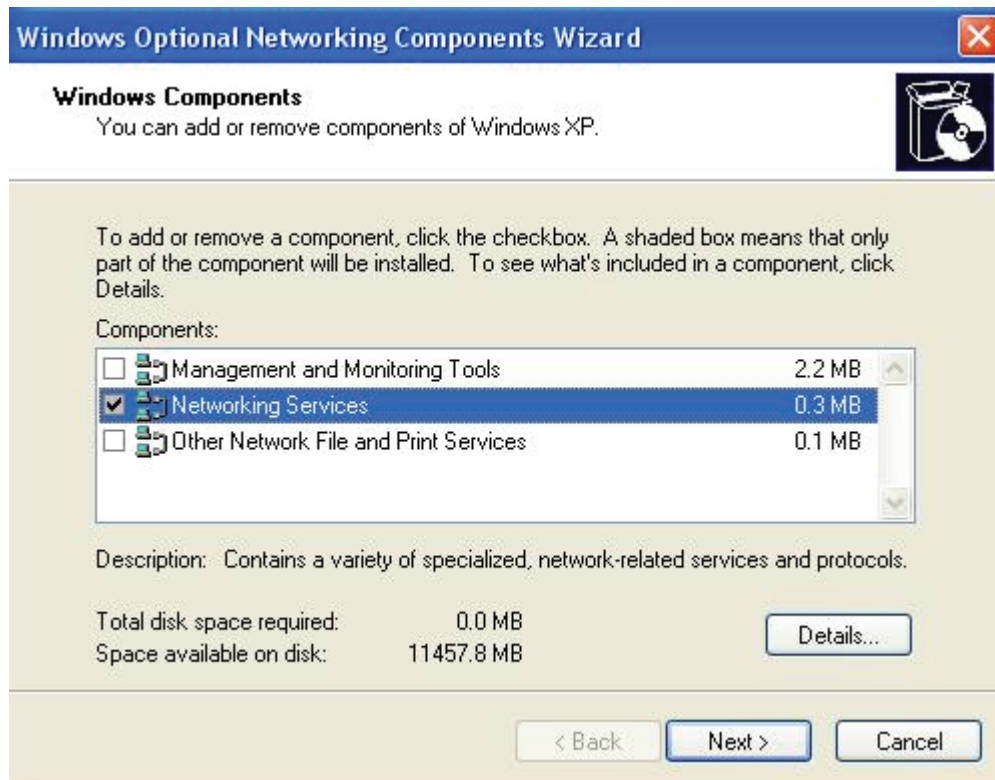 Windows Optional Networking Components Wizard
Windows Components
You can add or remove components of Windows XP.
To add or remove a component, click the checkbox. A shaded box means that only
part of the component will be installed. To see what's included in a component, click
Details.
Components:
Management and Monitoring Tools 2.2 MB
Networking Services 0.3 MB
Other Network File and Print Services 0.1 MB
Description: Contains a variety of specialized, network-related services and protocols.
Total disk space required: 0.0 MB
Space available on disk: 11457.8 MB
Details...
< Back Next > Cancel